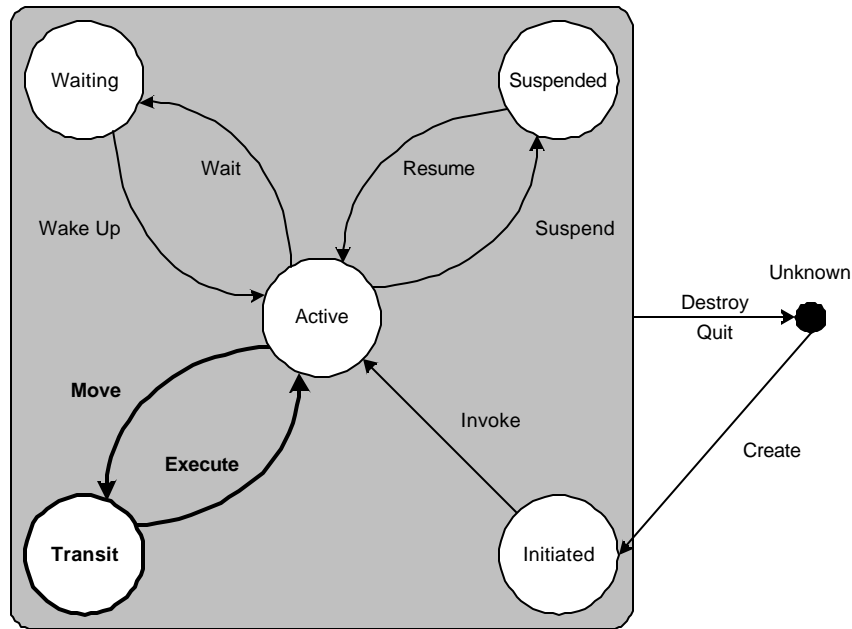 Waiting
Suspended
Wait
Resume
Wake Up
Suspend
Unknown
Active
Destroy
Quit
Move
Invoke
Execute
Create
Transit
Initiated